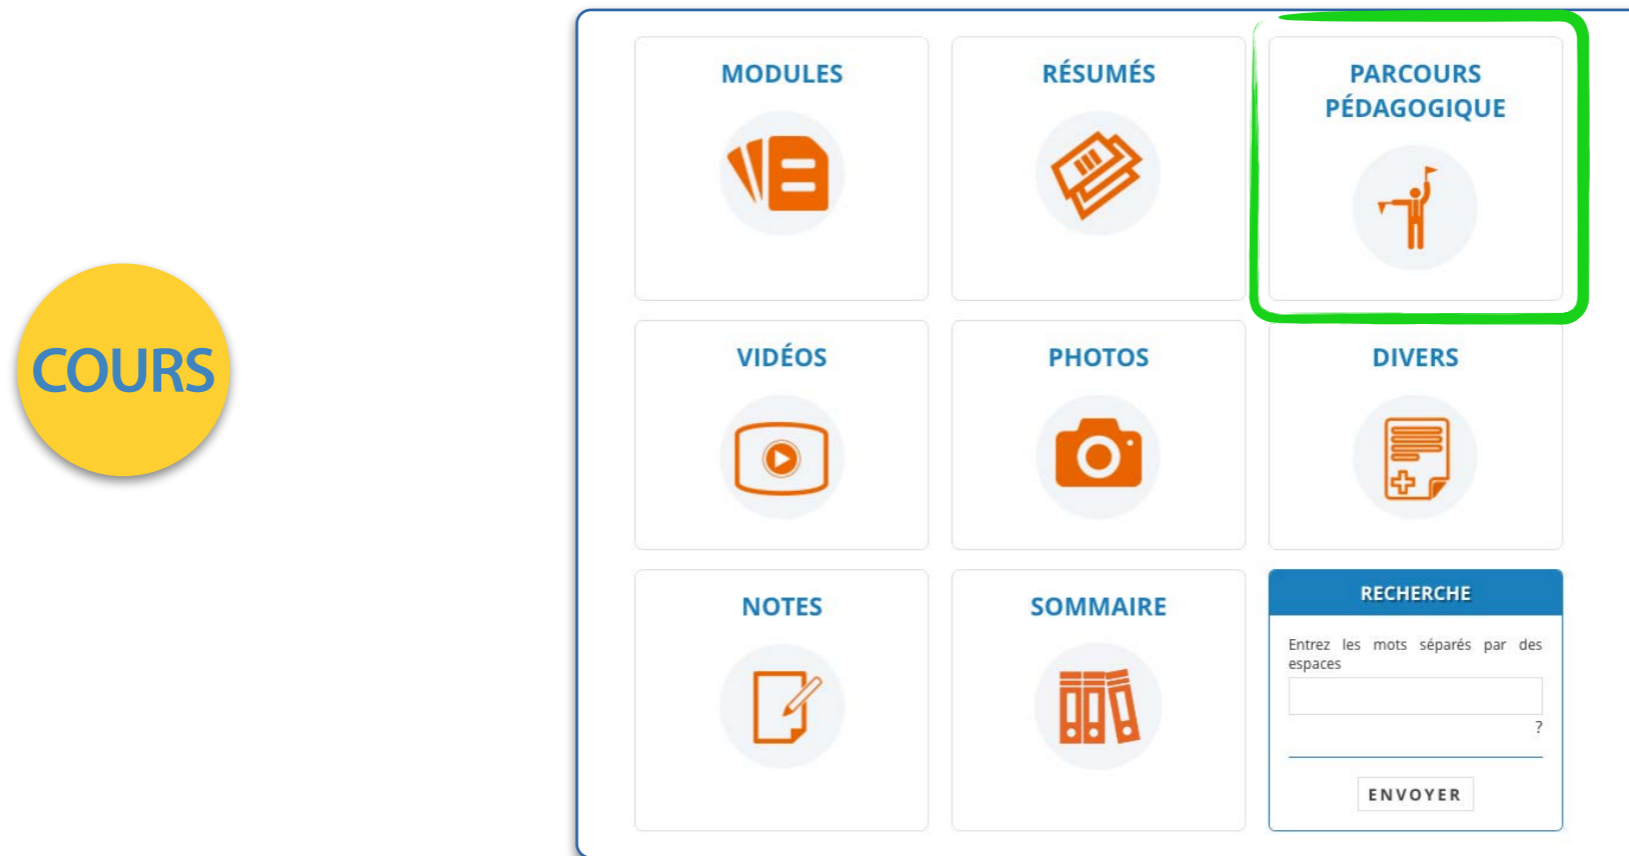 COURS
MODULES
RÉSUMÉS
PARCOURS
PÉDAGOGIQUE
VIDÉOS
PHOTOS
DIVERS
NOTES
SOMMAIRE
RECHERCHE
Entrez les mots séparés par des
espaces
?
ENVOYER